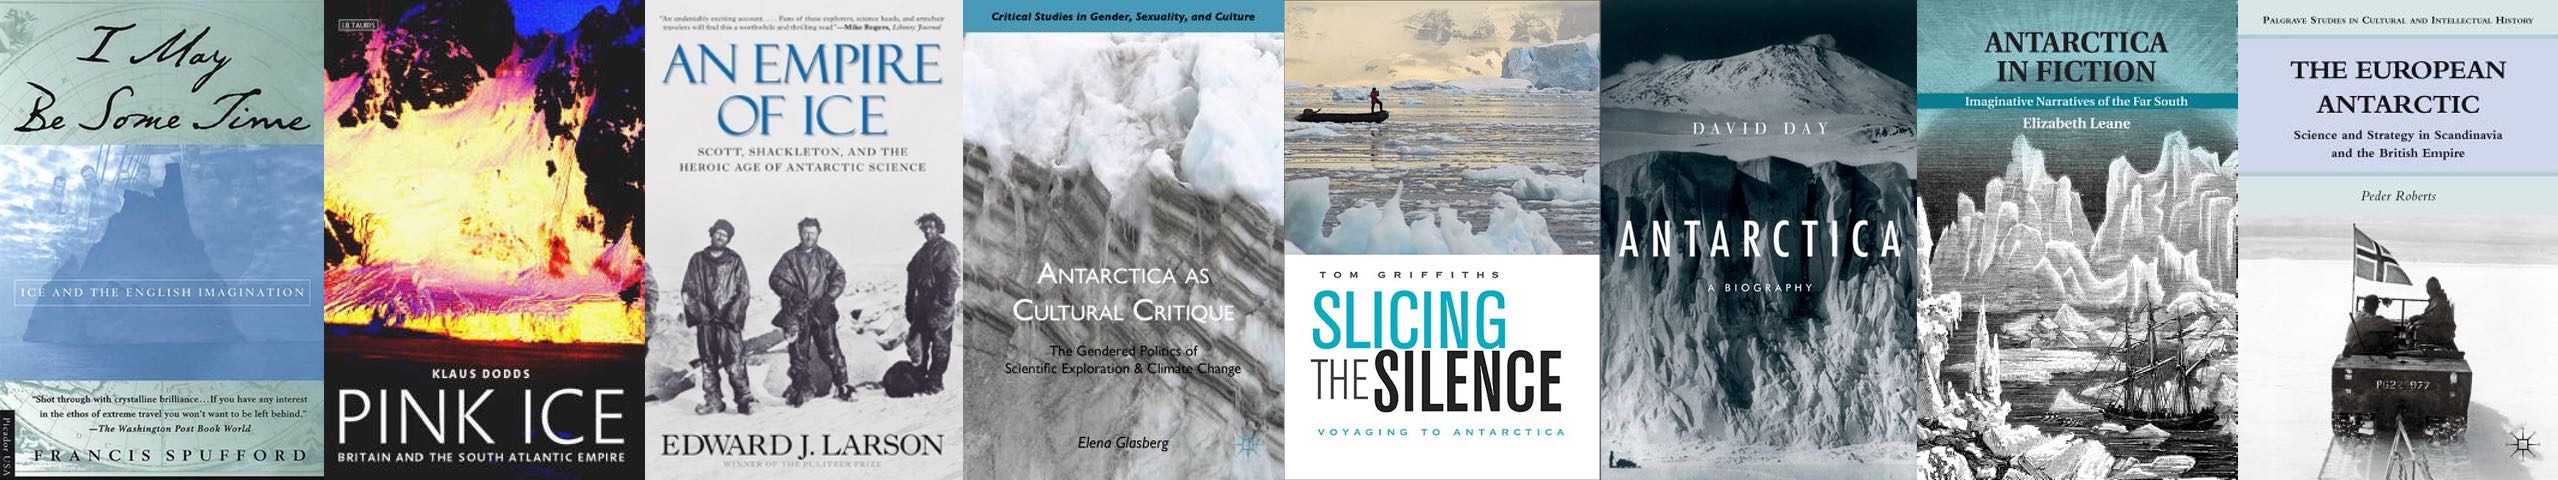 I May
Be Some Time
ICE AND THE ENGLISH IMAGINATION
"Shot through with crystalline brilliance...If you have any interest
in the ethos of extreme travel you won't want to be left behind."
—The Washington Post Book World
FRANCIS SPUFFORD
Picador USA
I.B.TAURIS
KLAUS DODDS
PINK ICE
BRITAIN AND THE SOUTH ATLANTIC EMPIRE
"An undeniably exciting account. . . . Fans of these explorers, science heads, and armchair
travelers will find this a worthwhile and thrilling read."—Mike Rogers, Library Journal
AN EMPIRE
OF ICE
SCOTT, SHACKLETON, AND THE
HEROIC AGE OF ANTARCTIC SCIENCE
EDWARD J. LARSON
WINNER OF THE PULITZER PRIZE
Critical Studies in Gender, Sexuality, and Culture
ANTARCTICA AS
CULTURAL CRITIQUE
The Gendered Politics of
Scientific Exploration & Climate Change
Elena Glasberg
TOM GRIFFITHS
SLICING
THE SILENCE
VOYAGING TO ANTARCTICA
DAVID DAY
ANTARCTICA
A BIOGRAPHY
ANTARCTICA
IN FICTION
Imaginative Narratives of the Far South
Elizabeth Leane
PALGRAVE STUDIES IN CULTURAL AND INTELLECTUAL HISTORY
THE EUROPEAN
ANTARCTIC
Science and Strategy in Scandinavia
and the British Empire
Peder Roberts